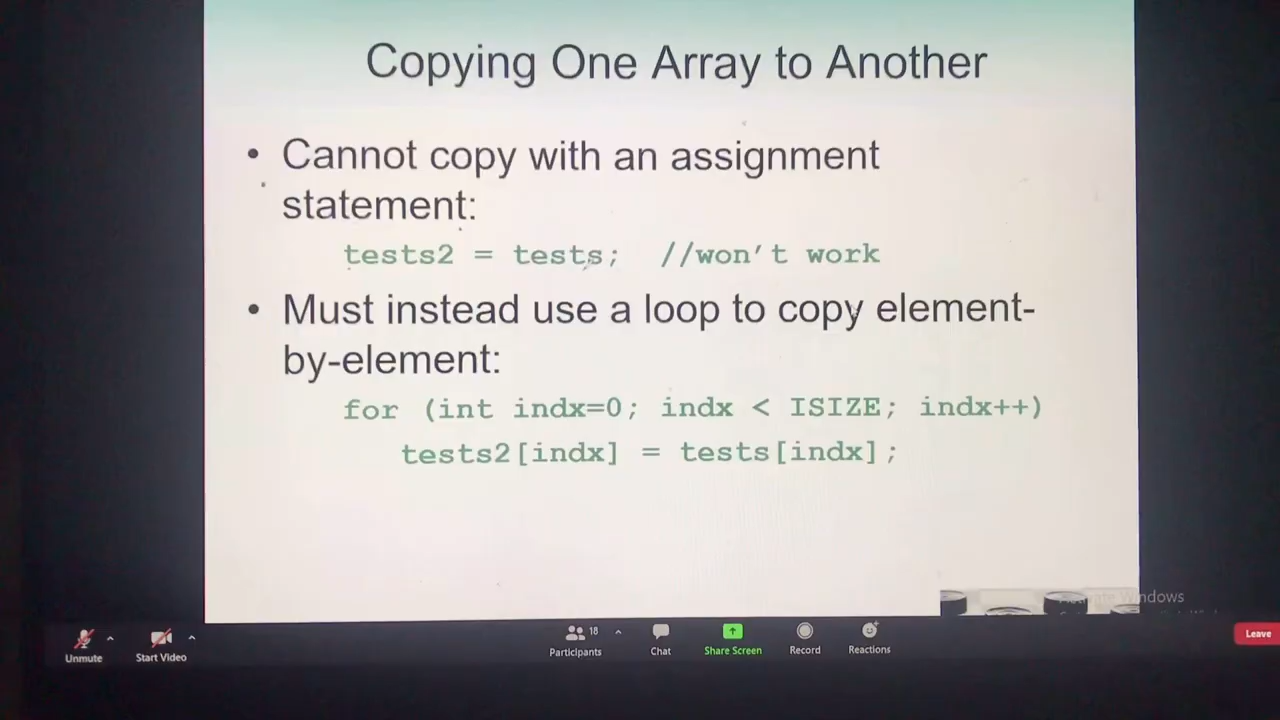 Copying One Array to Another
• Cannot copy with an assignment
statement:
tests2 = tests; //won't work
• Must instead use a loop to copy element-
by-element:
for (int indx=0; indx < ISIZE; indx++)
tests2[indx] = tests[indx];
Activate Windows
Unmute
Start Video
18
Participants
Chat
Share Screen
Record
Reactions
Leave